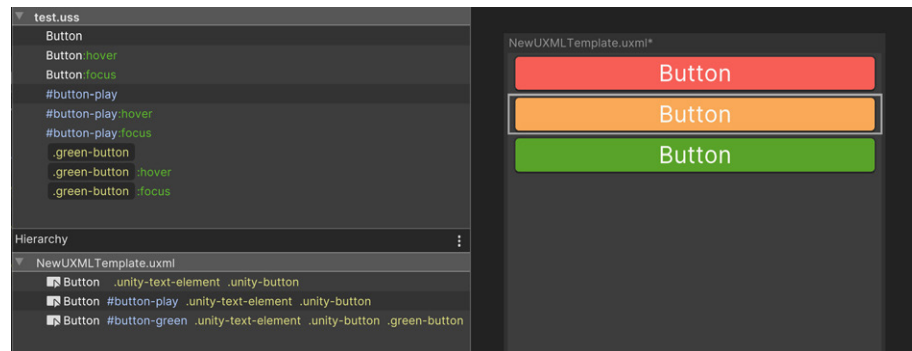 test.uss
Button
Button:hover
Button:focus
#button-play
#button-play:hover
#button-play:focus
.green-button
.green-button :hover
.green-button :focus
Hierarchy
NewUXMLTemplate.uxml
Button .unity-text-element .unity-button
Button #button-play .unity-text-element .unity-button
Button #button-green .unity-text-element .unity-button .green-button
NewUXMLTemplate.uxml*
Button
Button
Button